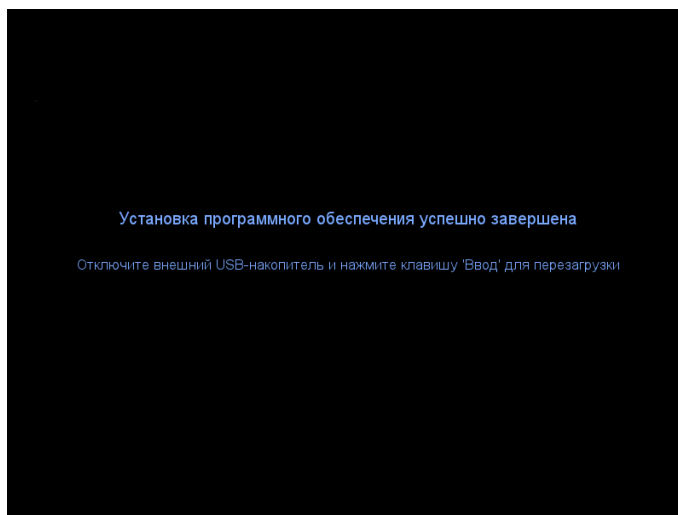 Установка программного обеспечения успешно завершена
Отключите внешний USB-накопитель и нажмите клавишу 'Ввод' для перезагрузки